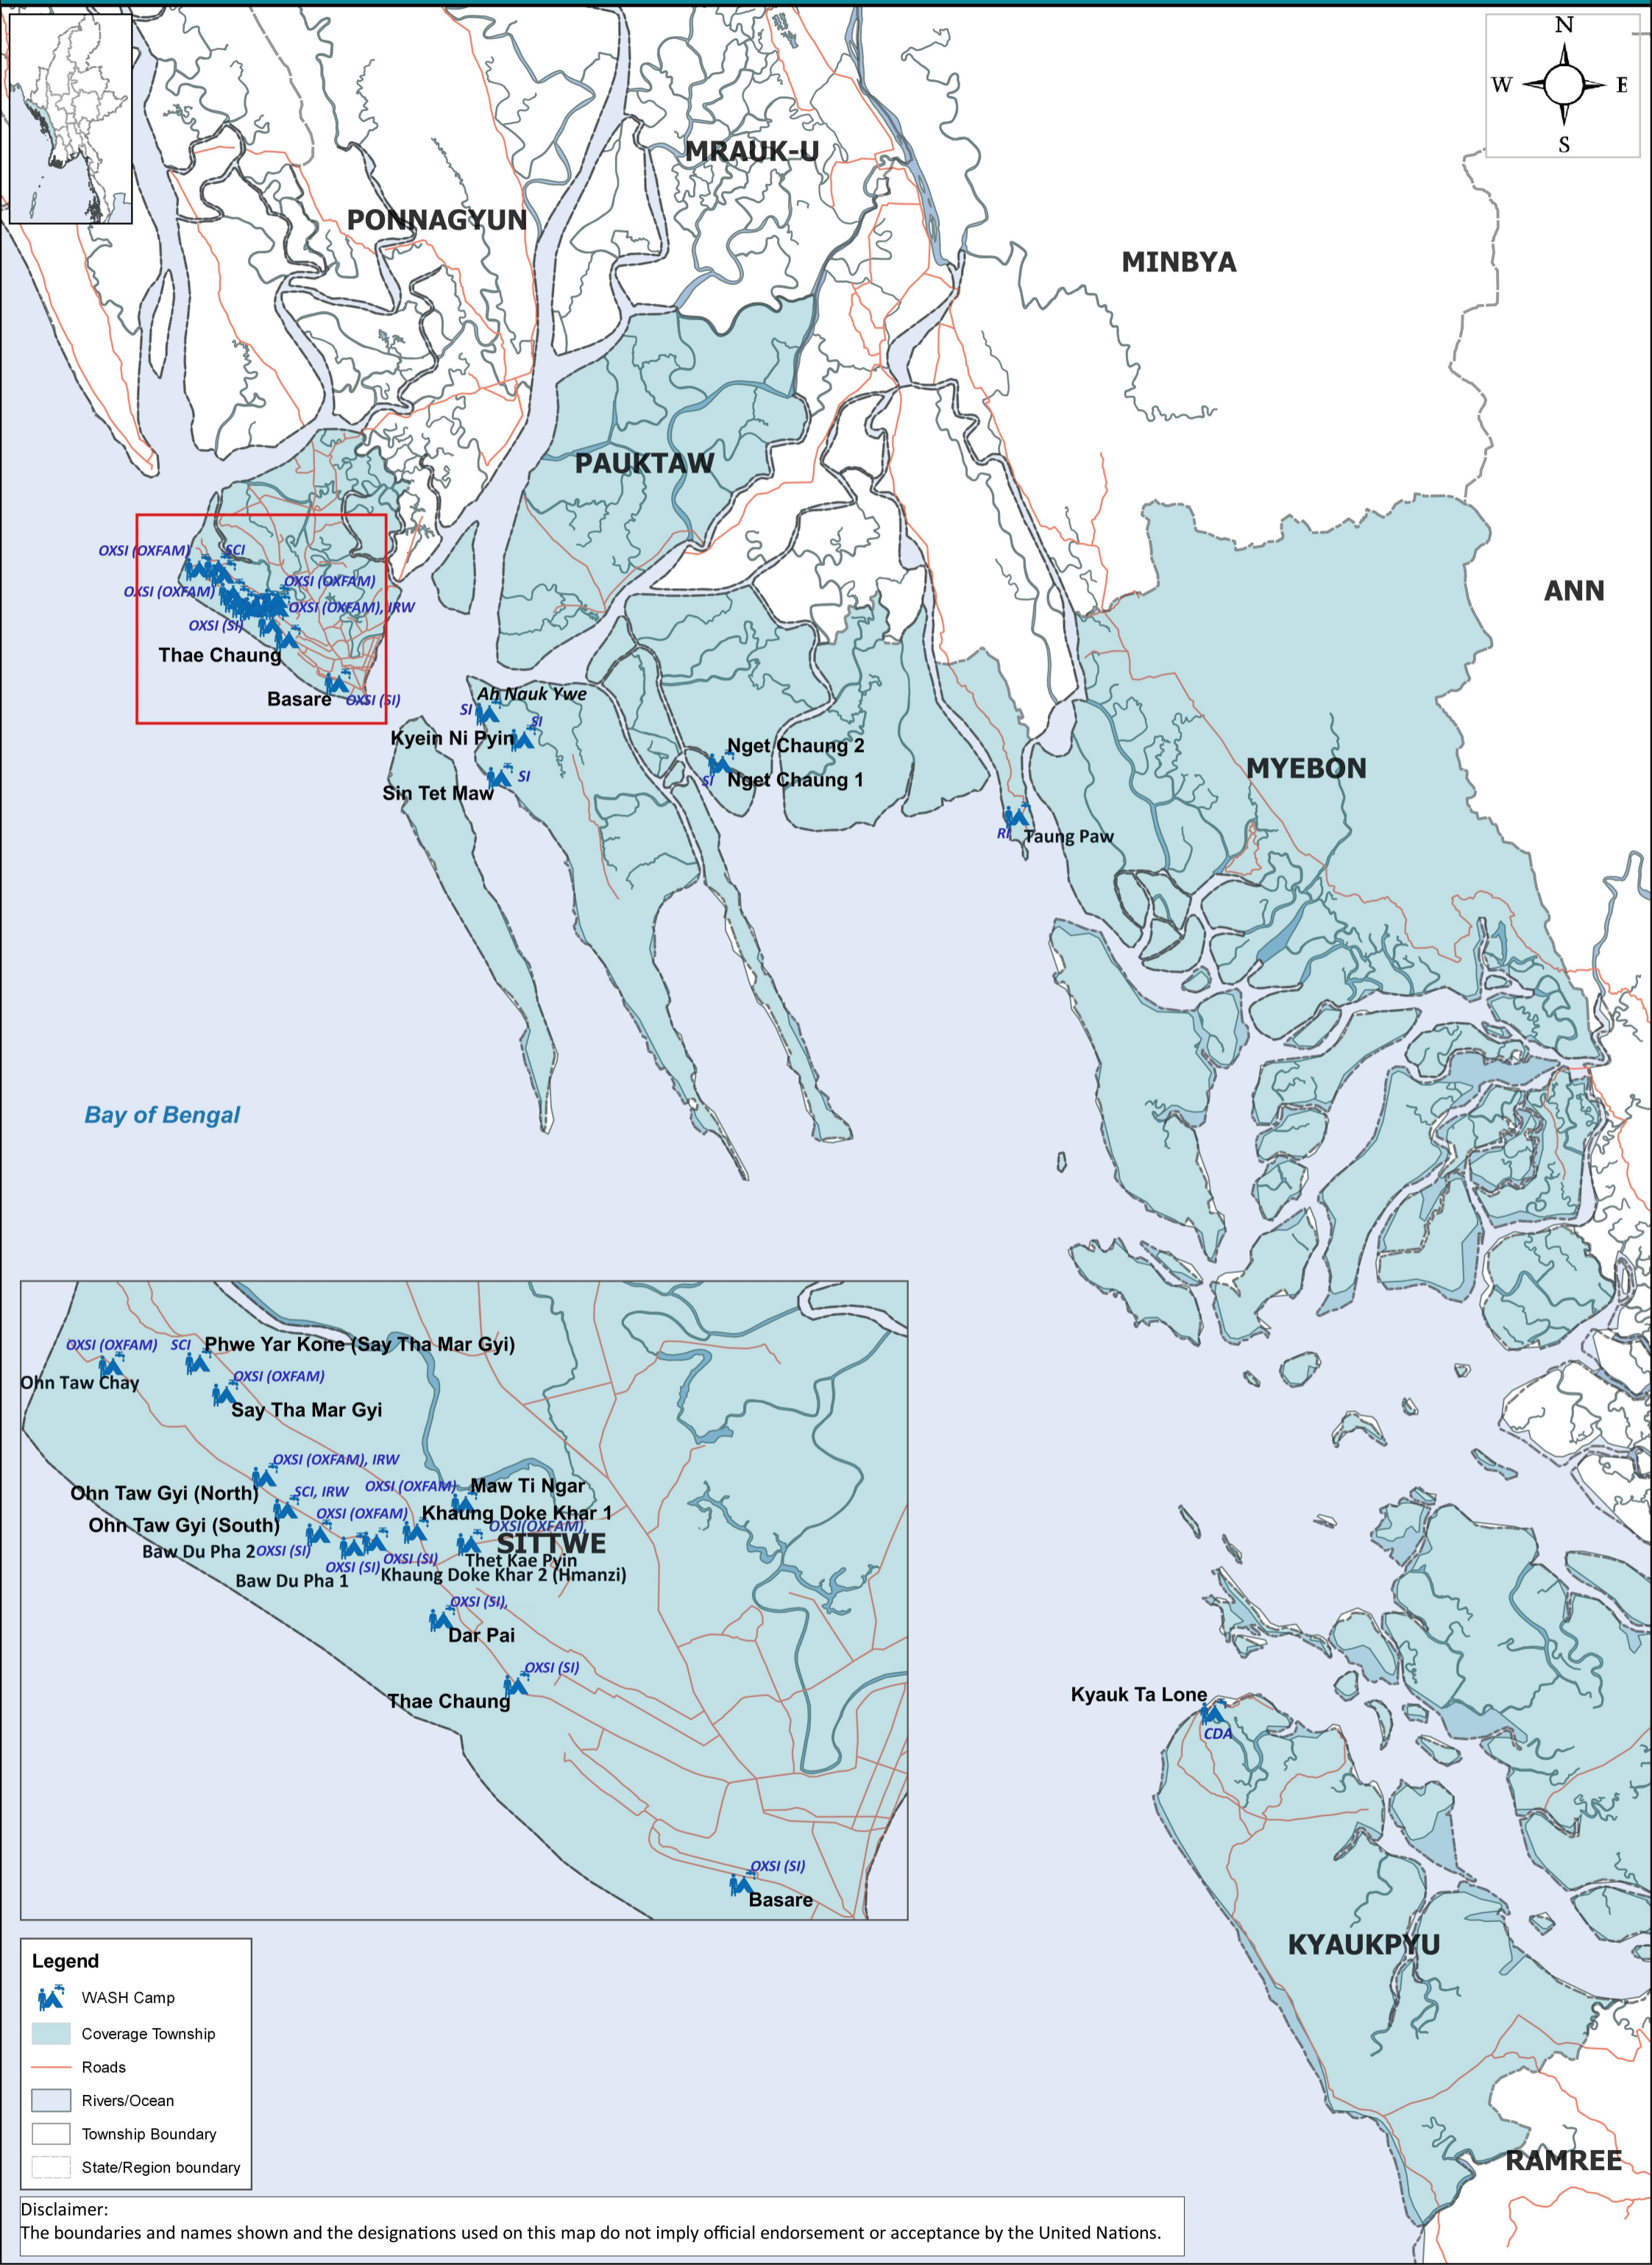 N
W E
S
MRAUK-U
PONNAGYUN
MINBYA
PAUKTAW
ANN
OXSI (OXFAM)
SCI
OXSI (OXFAM)
OXSI (OXFAM)
OXSI (OXFAM), IRW
OXSI (SI)
Thae Chaung
Basare
OXSI (SI)
Ah Nauk Ywe
SI
SI
Kyein Ni Pyin
SI
Sin Tet Maw
Nget Chaung 2
SI
Nget Chaung 1
MYEBON
RI
Taung Paw
Bay of Bengal
OXSI (OXFAM)
SCI
Phwe Yar Kone (Say Tha Mar Gyi)
Ohn Taw Chay
OXSI (OXFAM)
Say Tha Mar Gyi
OXSI (OXFAM), IRW
Ohn Taw Gyi (North)
SCI, IRW
OXSI (OXFAM)
Maw Ti Ngar
Ohn Taw Gyi (South)
OXSI (OXFAM)
Khaung Doke Khar 1
OXSI(OXFAM),
SITTWE
Baw Du Pha 2
OXSI (SI)
OXSI (SI)
OXSI (SI)
Thet Kae Pyin
Baw Du Pha 1
Khaung Doke Khar 2 (Hmanzi)
OXSI (SI),
Dar Pai
OXSI (SI)
Thae Chaung
OXSI (SI)
Basare
Kyauk Ta Lone
CDA
KYAUKPYU
RAMREE
Legend
WASH Camp
Coverage Township
Roads
Rivers/Ocean
Township Boundary
State/Region boundary
Disclaimer:
The boundaries and names shown and the designations used on this map do not imply official endorsement or acceptance by the United Nations.